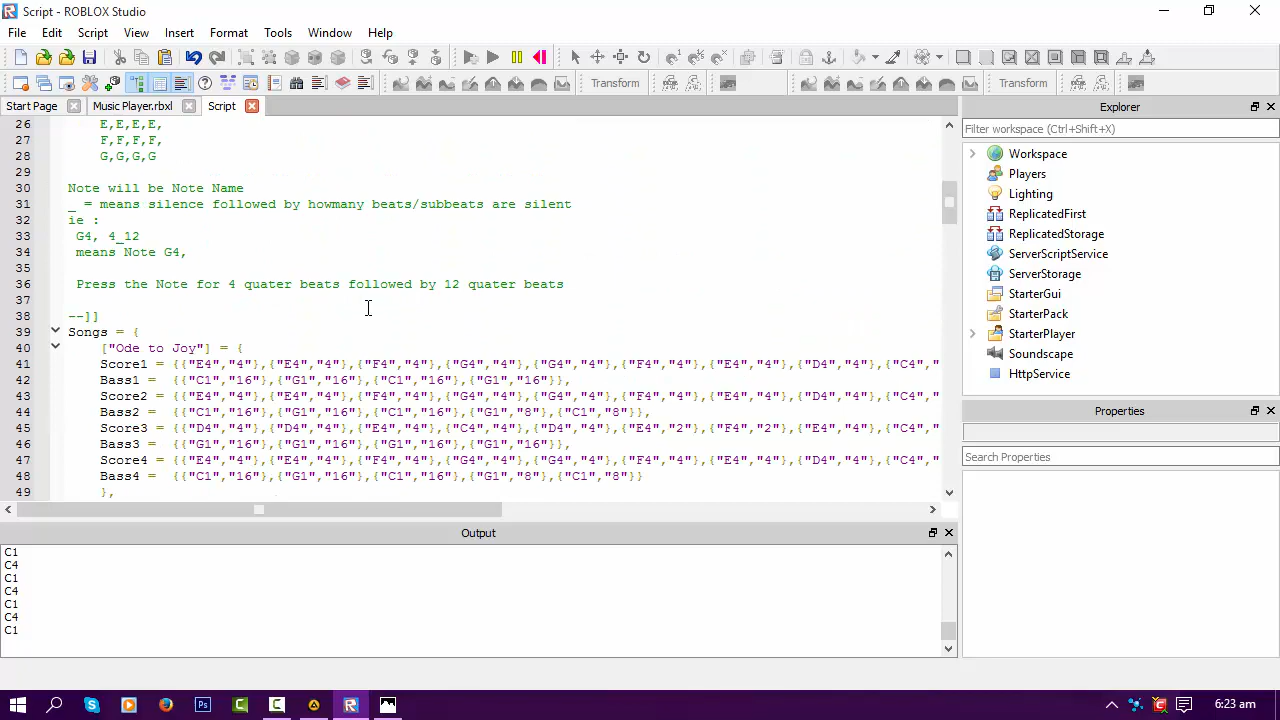 Script - ROBLOX Studio
File Edit Script View Insert Format Tools Window Help
Transform Transform
Start Page Music Player.rbxl Script
26 E,E,E,E,
27 F,F,F,F,
28 G,G,G,G
29
30 Note will be Note Name
31 _ = means silence followed by howmany beats/subbeats are silent
32 ie :
33 G4, 4_12
34 means Note G4,
35
36 Press the Note for 4 quater beats followed by 12 quater beats
37
38 --]]
39 Songs = {
40 ["Ode to Joy"] = {
41 Score1 = {{"E4","4"},{"E4","4"},{"F4","4"},{"G4","4"},{"G4","4"},{"F4","4"},{"E4","4"},{"D4","4"},{"C4","
42 Bass1 = {{"C1","16"},{"G1","16"},{"C1","16"},{"G1","16"}},
43 Score2 = {{"E4","4"},{"E4","4"},{"F4","4"},{"G4","4"},{"G4","4"},{"F4","4"},{"E4","4"},{"D4","4"},{"C4","
44 Bass2 = {{"C1","16"},{"G1","16"},{"C1","16"},{"G1","8"},{"C1","8"}},
45 Score3 = {{"D4","4"},{"D4","4"},{"E4","4"},{"C4","4"},{"D4","4"},{"E4","2"},{"F4","2"},{"E4","4"},{"C4","
46 Bass3 = {{"G1","16"},{"G1","16"},{"G1","16"},{"G1","16"}},
47 Score4 = {{"E4","4"},{"E4","4"},{"F4","4"},{"G4","4"},{"G4","4"},{"F4","4"},{"E4","4"},{"D4","4"},{"C4","
48 Bass4 = {{"C1","16"},{"G1","16"},{"C1","16"},{"G1","8"},{"C1","8"}}
49 },
Output
C1
C4
C1
C4
C1
C4
C1
Explorer
Filter workspace (Ctrl+Shift+X)
Workspace
Players
Lighting
ReplicatedFirst
ReplicatedStorage
ServerScriptService
ServerStorage
StarterGui
StarterPack
StarterPlayer
Soundscape
HttpService
Properties
Search Properties
6:23 am